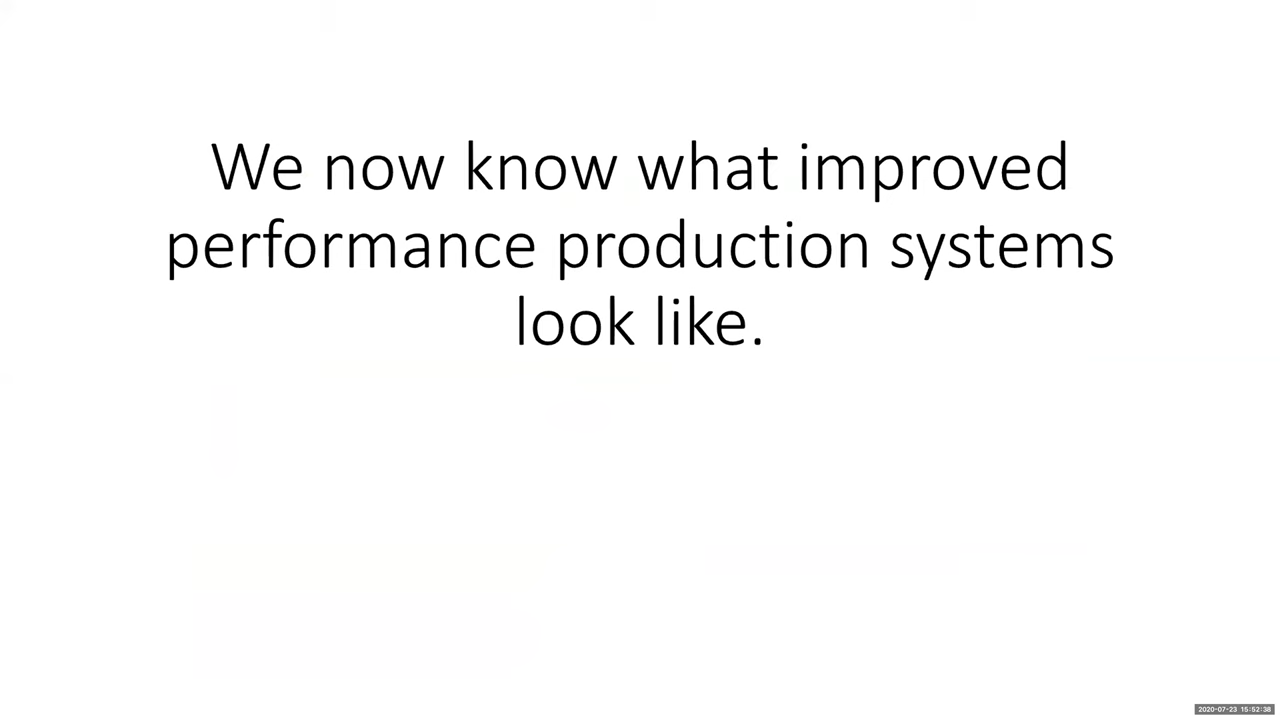 We now know what improved
performance production systems
look like.
2020-07-23 15:52:38